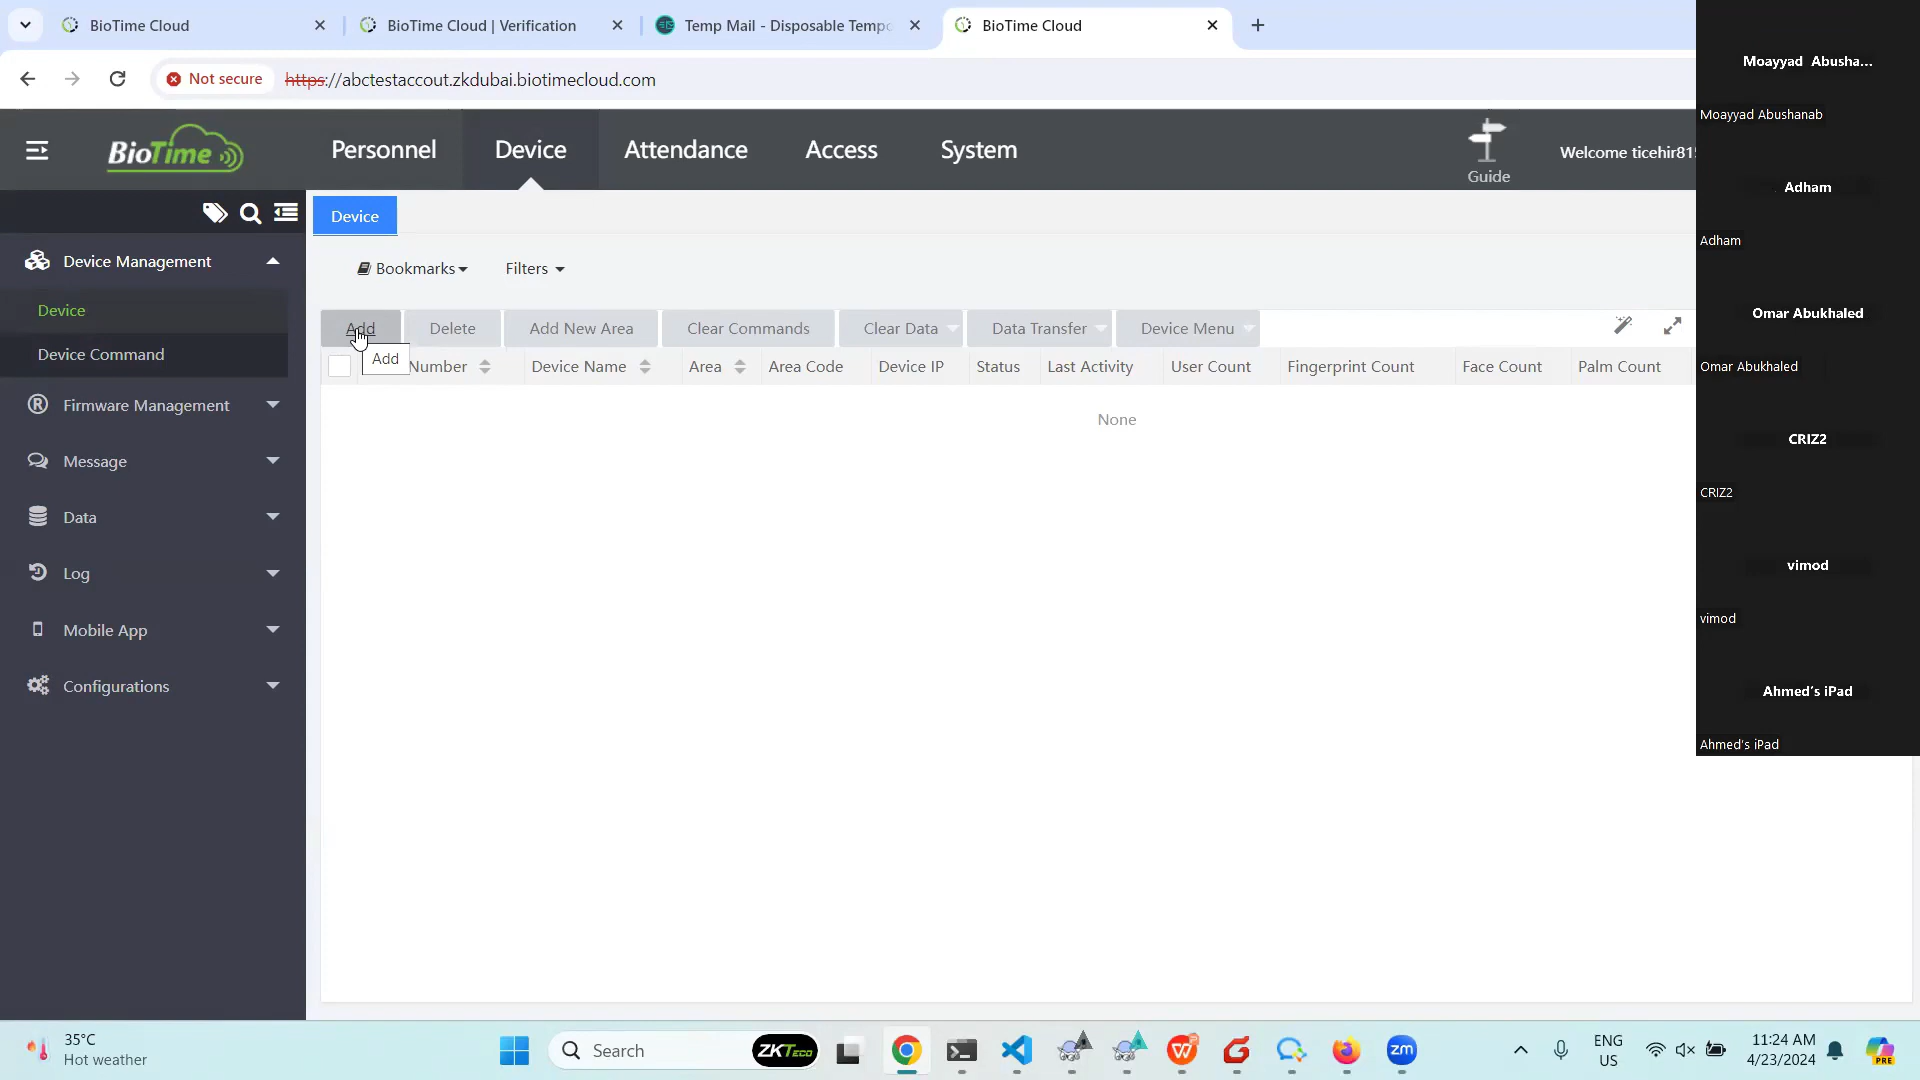 BioTime Cloud
BioTime Cloud | Verification
Temp Mail - Disposable Tempo
BioTime Cloud
Not secure
https://abctestaccout.zkdubai.biotimecloud.com
BioTime
Personnel
Device
Attendance
Access
System
Guide
Welcome ticehir815
Device
Bookmarks
Filters
Device Management
Device
Device Command
Firmware Management
Message
Data
Log
Mobile App
Configurations
Add
Delete
Add New Area
Clear Commands
Clear Data
Data Transfer
Device Menu
Add
Number
Device Name
Area
Area Code
Device IP
Status
Last Activity
User Count
Fingerprint Count
Face Count
Palm Count
None
Moayyad Abusha...
Moayyad Abushanab
Adham
Adham
Omar Abukhaled
Omar Abukhaled
CRIZ2
CRIZ2
vimod
vimod
Ahmed's iPad
Ahmed's iPad
35°C
Hot weather
Search
ZKTeco
zm
ENG
US
11:24 AM
4/23/2024
PRE